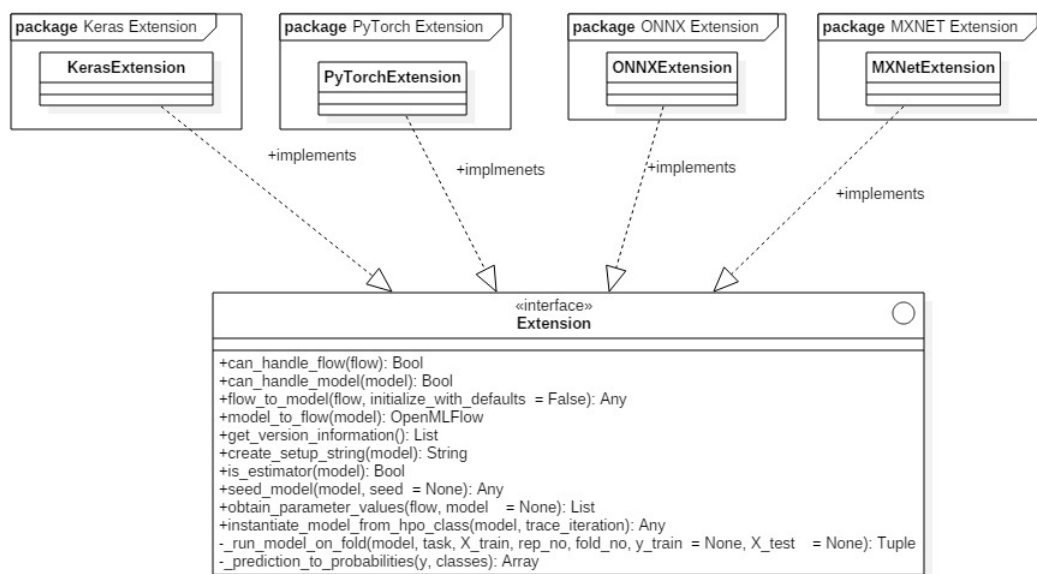 package Keras Extension
package PyTorch Extension
package ONNX Extension
package MXNET Extension
KerasExtension
PyTorchExtension
ONNXExtension
MXNetExtension
+implements
+implmenets
+implements
+implements
«interface»
Extension
+can_handle_flow(flow): Bool
+can_handle_model(model): Bool
+flow_to_model(flow, initialize_with_defaults = False): Any
+model_to_flow(model): OpenMLFlow
+get_version_information(): List
+create_setup_string(model): String
+is_estimator(model): Bool
+seed_model(model, seed = None): Any
+obtain_parameter_values(flow, model = None): List
+instantiate_model_from_hpo_class(model, trace_iteration): Any
-_run_model_on_fold(model, task, X_train, rep_no, fold_no, y_train = None, X_test = None): Tuple
-_prediction_to_probabilities(y, classes): Array